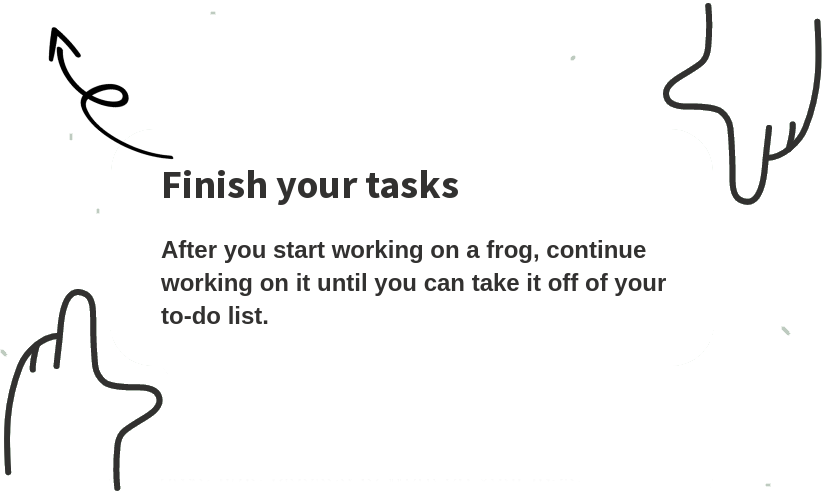 Finish your tasks
After you start working on a frog, continue
working on it until you can take it off of your
to-do list.